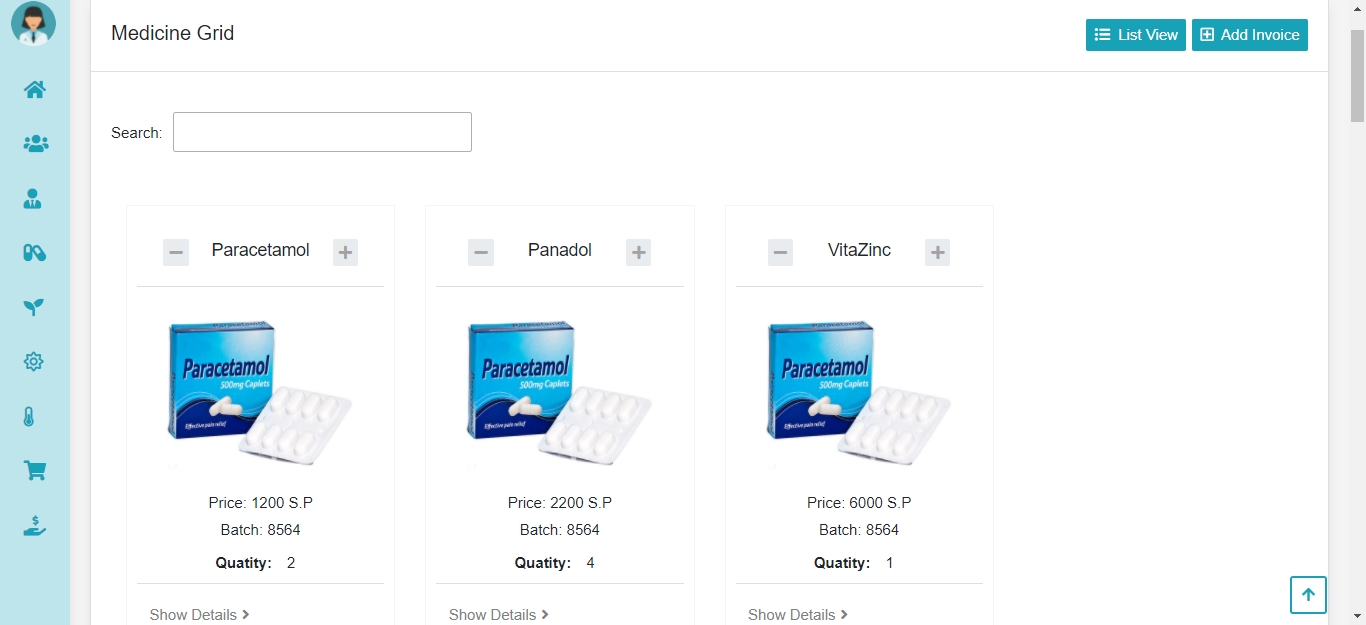 Medicine Grid
List View
Add Invoice
Search:
Paracetamol
Panadol
VitaZinc
Paracetamol
500mg Caplets
Effective pain relief
Paracetamol
500mg Caplets
Effective pain relief
Paracetamol
500mg Caplets
Effective pain relief
Price: 1200 S.P
Price: 2200 S.P
Price: 6000 S.P
Batch: 8564
Batch: 8564
Batch: 8564
Quatity: 2
Quatity: 4
Quatity: 1
Show Details
Show Details
Show Details